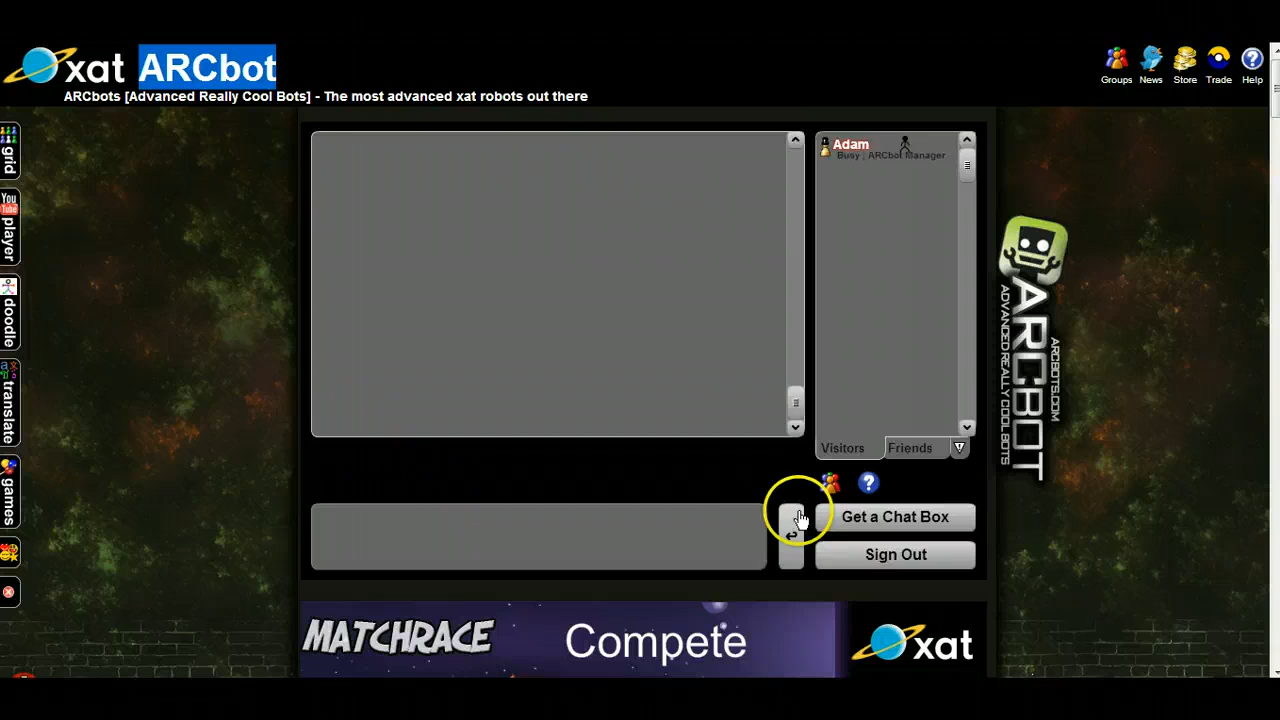 xat ARCbot
ARCbots [Advanced Really Cool Bots] - The most advanced xat robots out there
Groups
News
Store
Trade
Help
grid
You
Tube
player
doodle
translate
games
Adam
Busy ; ARCbot Manager
Visitors
Friends
Get a Chat Box
Sign Out
ARCBOT
ADVANCED REALLY COOL BOTS
ARCBOTS.COM
MATCHRACE
Compete
xat